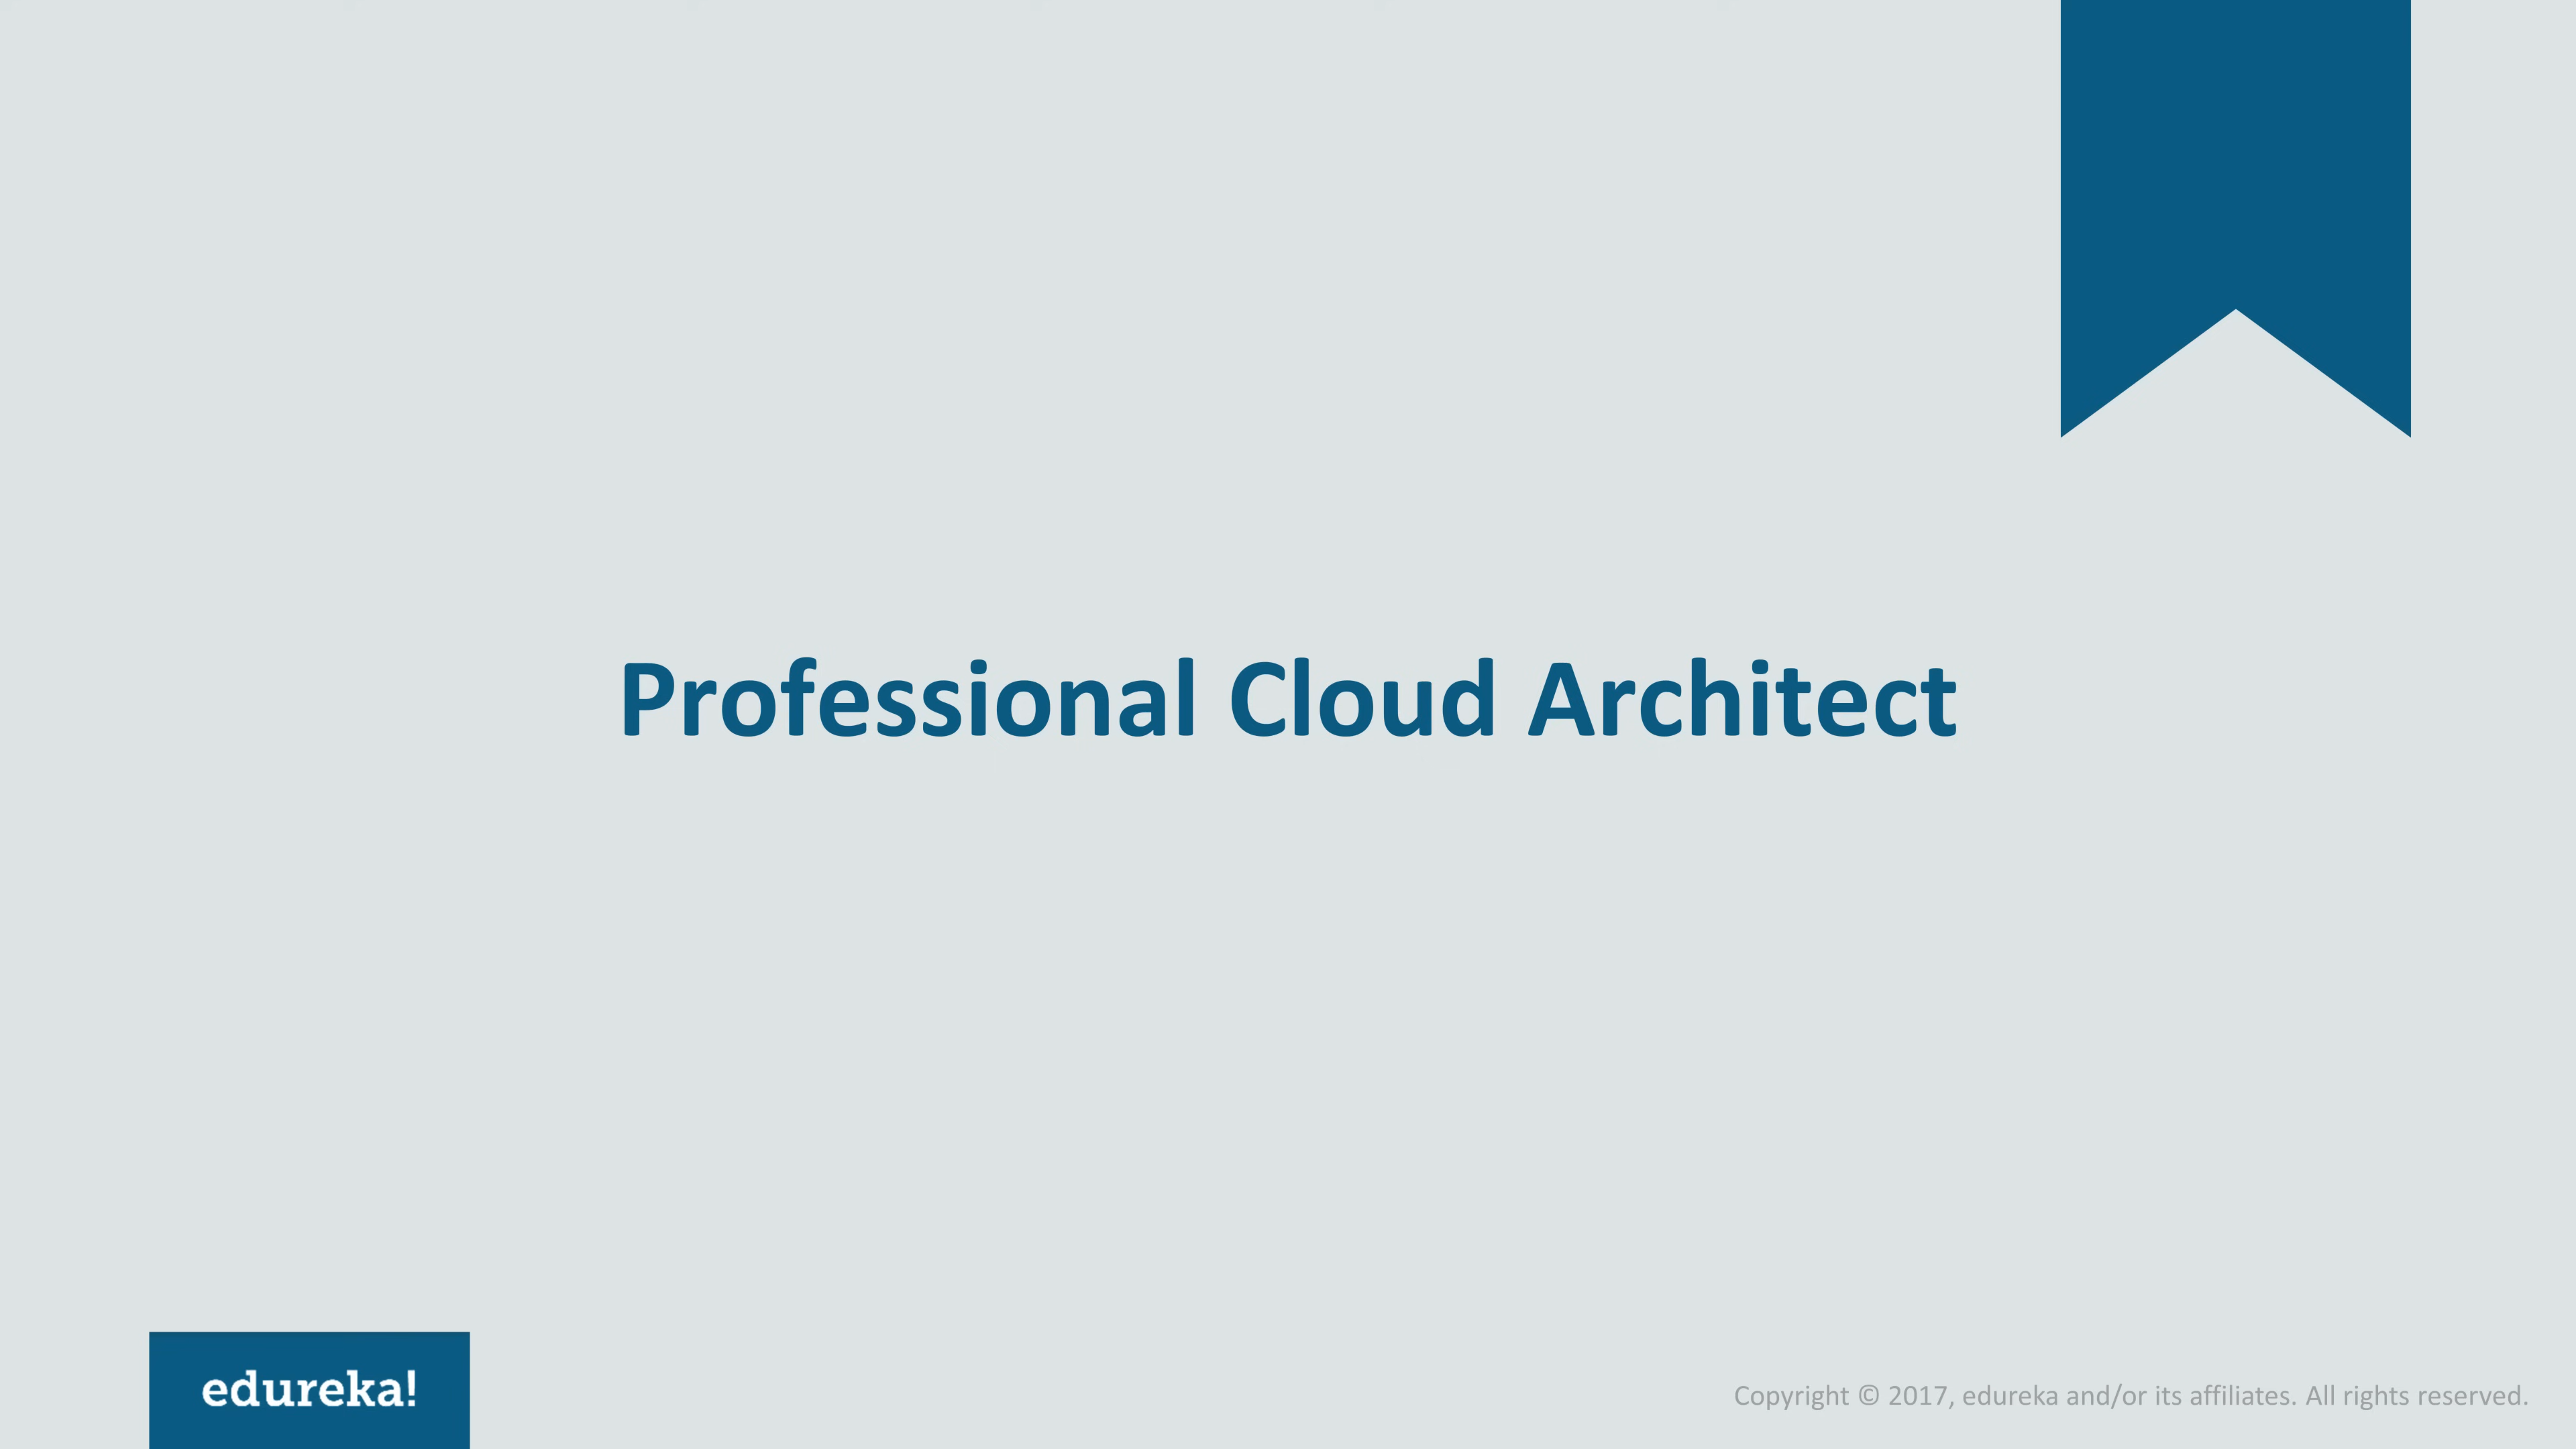 Professional Cloud Architect
edureka!
Copyright © 2017, edureka and/or its affiliates. All rights reserved.